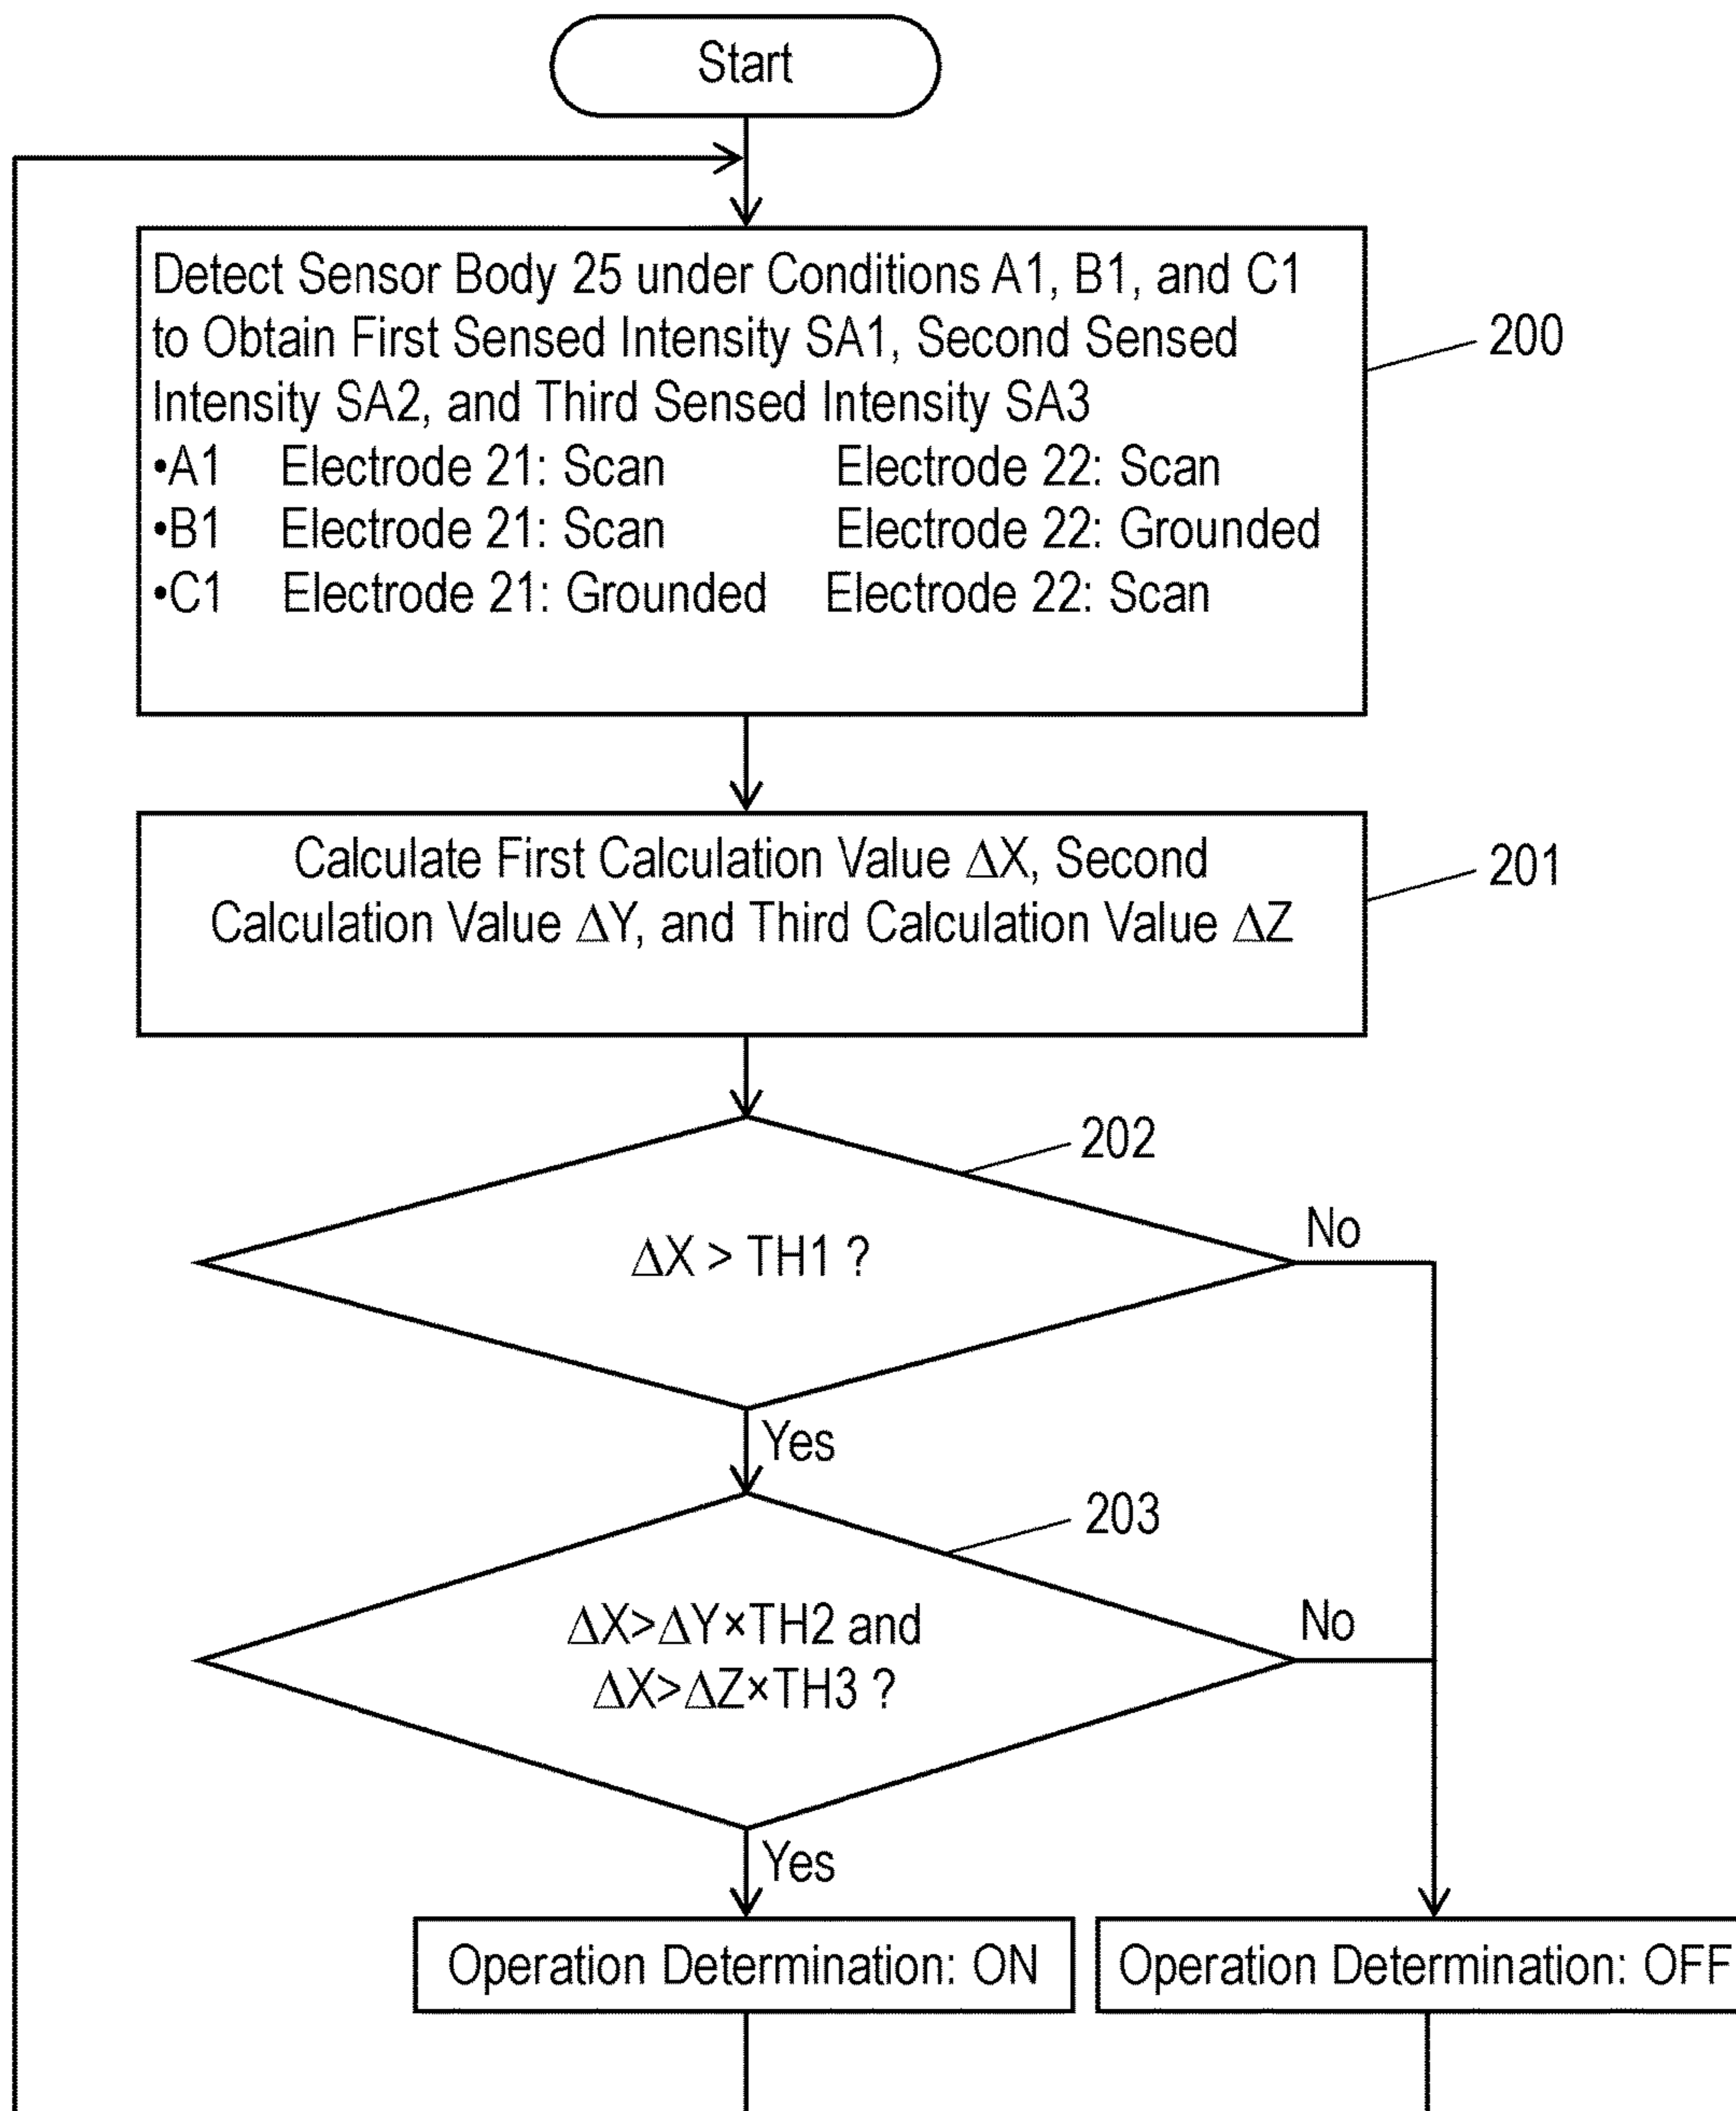 Start
Detect Sensor Body 25 under Conditions A1, B1, and C1
to Obtain First Sensed Intensity SA1, Second Sensed
Intensity SA2, and Third Sensed Intensity SA3
•A1 Electrode 21: Scan Electrode 22: Scan
•B1 Electrode 21: Scan Electrode 22: Grounded
•C1 Electrode 21: Grounded Electrode 22: Scan
200
Calculate First Calculation Value ΔX, Second
Calculation Value ΔY, and Third Calculation Value ΔZ
201
202
ΔX > TH1 ?
No
Yes
203
ΔX>ΔY×TH2 and
ΔX>ΔZ×TH3 ?
No
Yes
Operation Determination: ON
Operation Determination: OFF